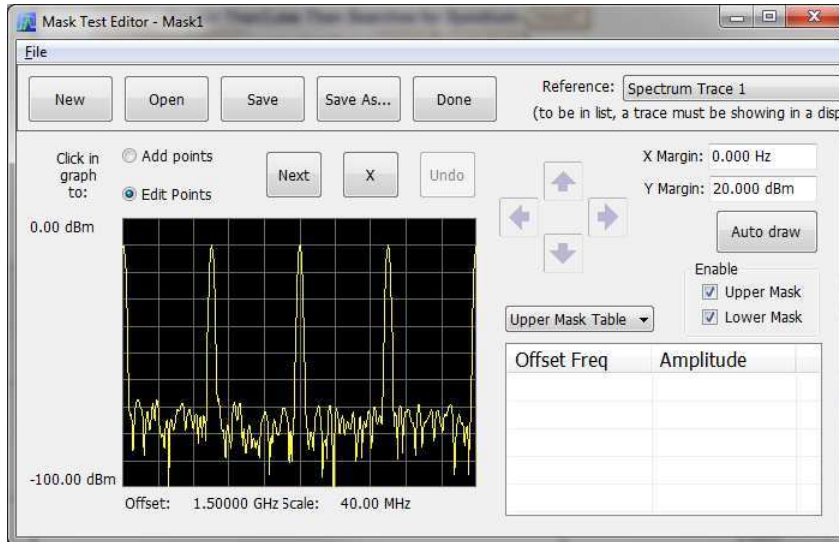 Mask Test Editor - Mask1
File
New
Open
Save
Save As...
Done
Reference:
Spectrum Trace 1
(to be in list, a trace must be showing in a disp
Click in
graph
to:
Add points
Edit Points
Next
X
Undo
X Margin: 0.000 Hz
Y Margin: 20.000 dBm
Auto draw
Enable
Upper Mask
Lower Mask
0.00 dBm
-100.00 dBm
Offset: 1.50000 GHz Scale: 40.00 MHz
Upper Mask Table
Offset Freq Amplitude